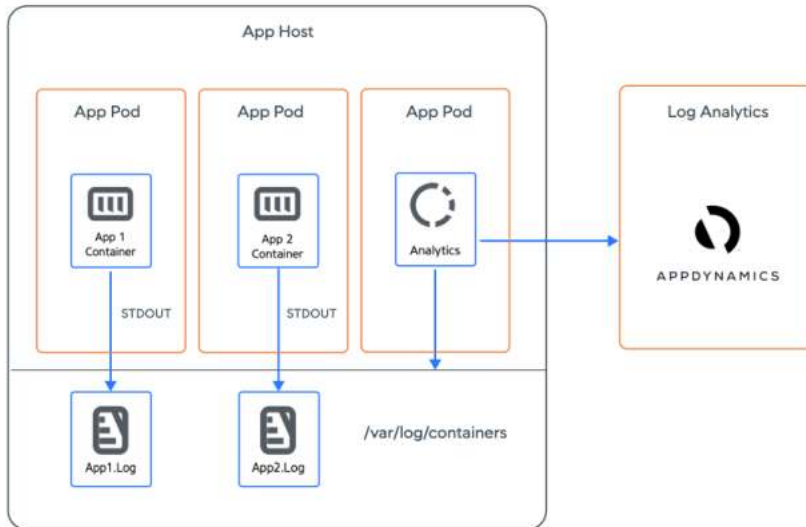 App Host
App Pod
App Pod
App Pod
Log Analytics
App 1
Container
App 2
Container
Analytics
APPDYNAMICS
STDOUT
STDOUT
/var/log/containers
App1.Log
App2.Log